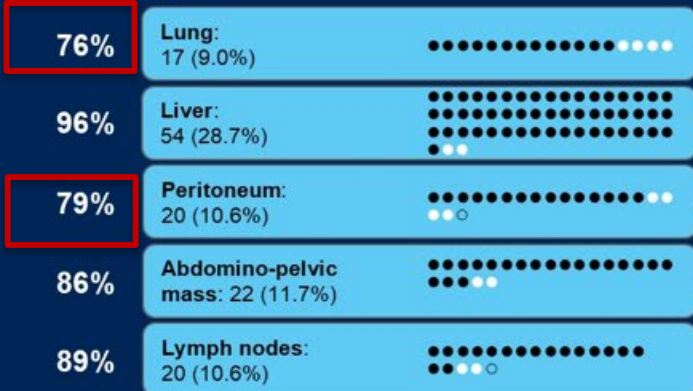 76%
Lung:
17 (9.0%)
96%
Liver:
54 (28.7%)
79%
Peritoneum:
20 (10.6%)
86%
Abdomino-pelvic
mass: 22 (11.7%)
89%
Lymph nodes:
20 (10.6%)